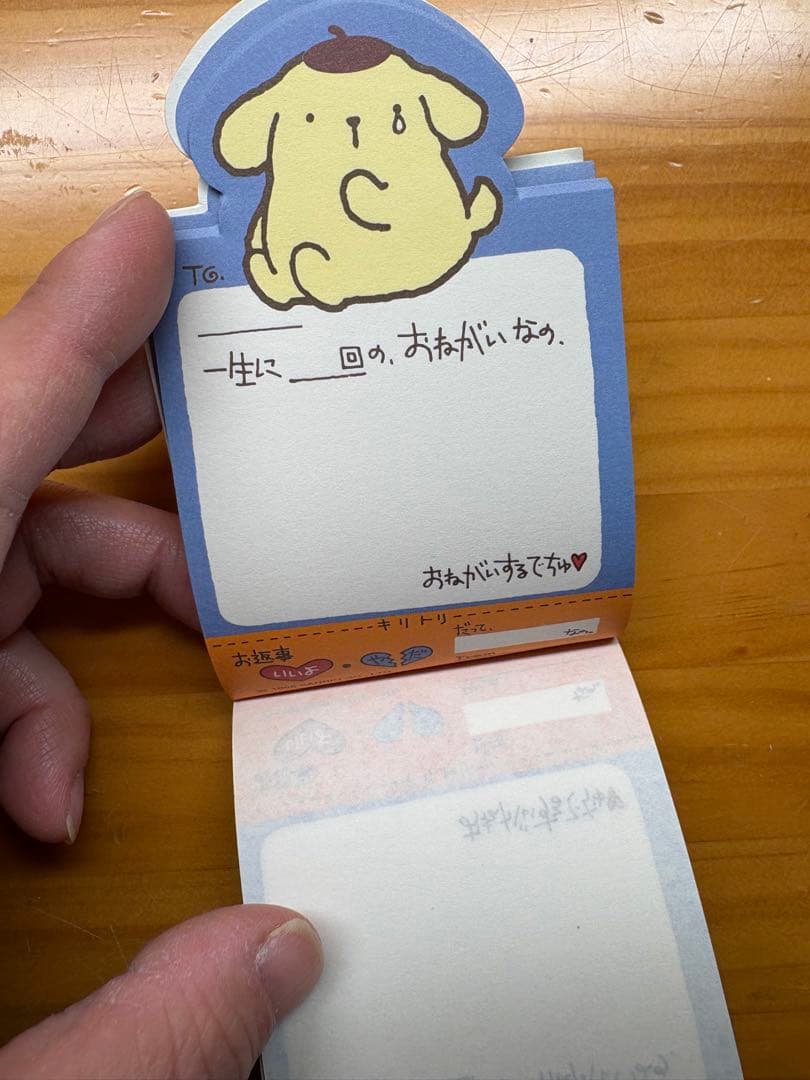 TO.
一生に 回の、おねがいなの、
おねがいするでちゅ♥
キリトリ
お返事
いいよ・やだ
だって、
なの。
From